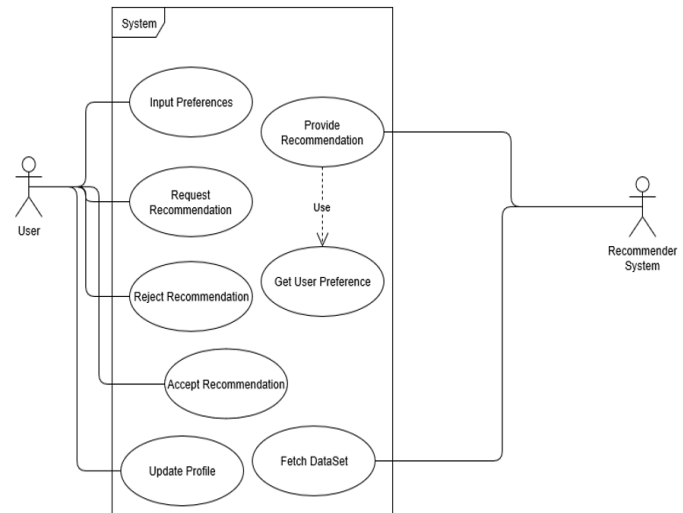 System
Input Preferences
Provide
Recommendation
Request
Recommendation
Use
User
Recommender
System
Get User Preference
Reject Recommendation
Accept Recommendation
Update Profile
Fetch DataSet